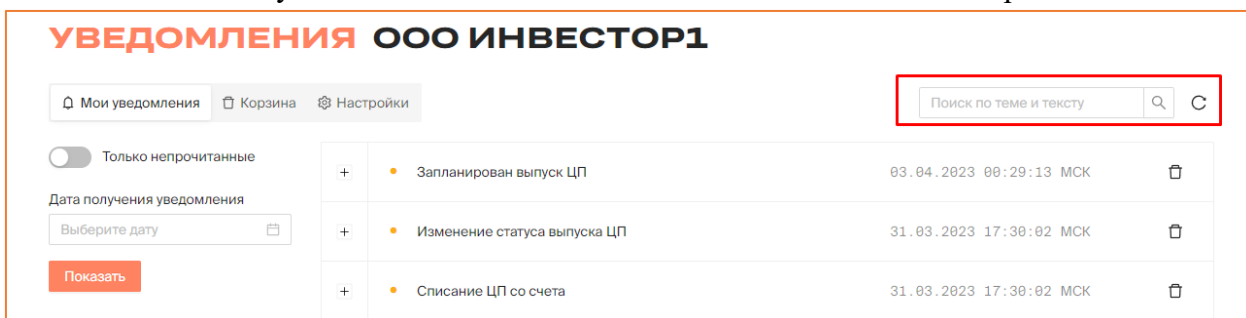 УВЕДОМЛЕНИЯ ООО ИНВЕСТОР1
Мои уведомления Корзина Настройки Поиск по теме и тексту
Только непрочитанные
Дата получения уведомления
Выберите дату
Показать
Запланирован выпуск ЦП 03.04.2023 00:29:13 МСК
Изменение статуса выпуска ЦП 31.03.2023 17:30:02 МСК
Списание ЦП со счета 31.03.2023 17:30:02 МСК